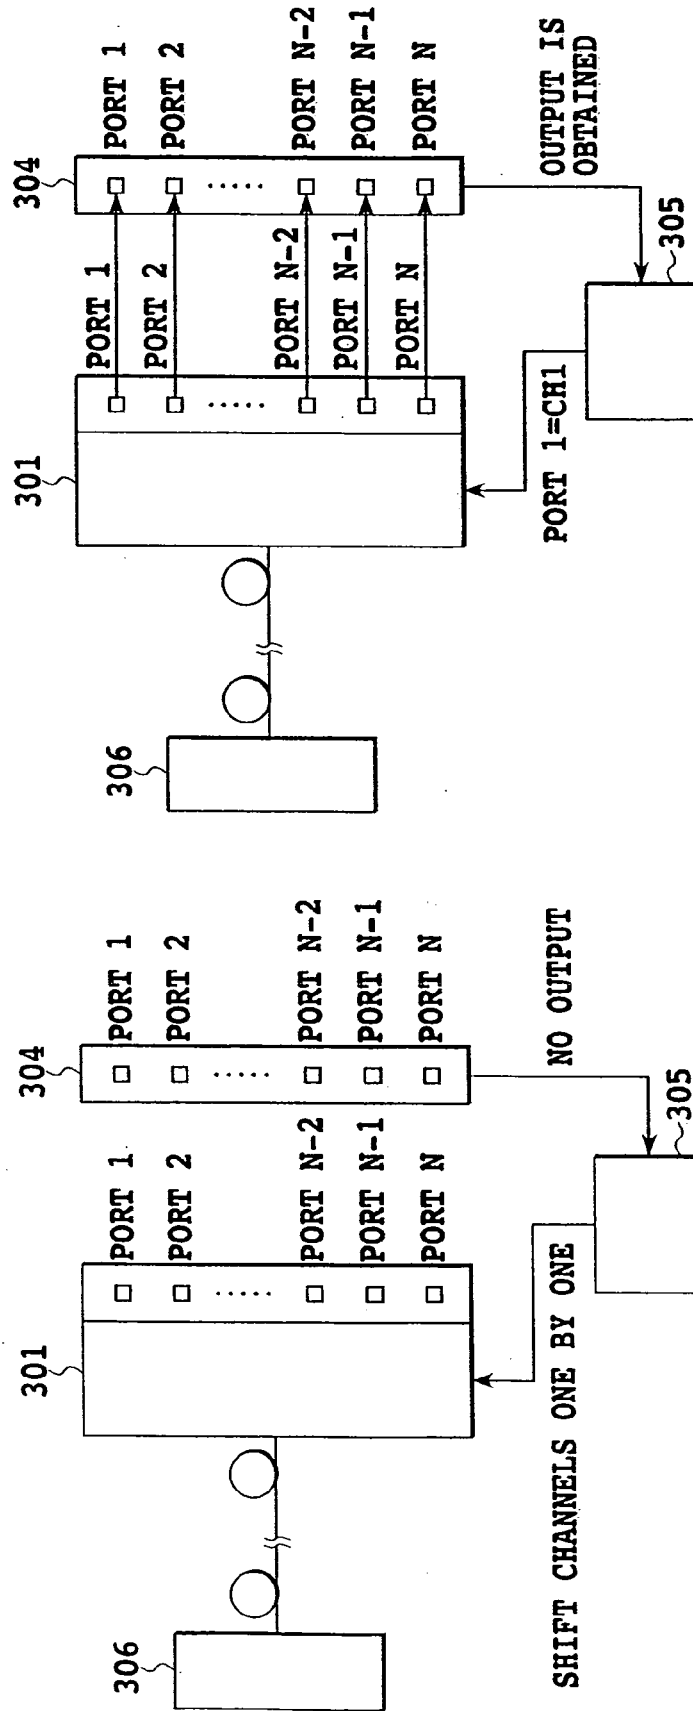 301
304
306
PORT 1
PORT 1
PORT 2
PORT 2
.....
.....
PORT N-2
PORT N-2
PORT N-1
PORT N-1
PORT N
PORT N
SHIFT CHANNELS ONE BY ONE
NO OUTPUT
305
301
304
306
PORT 1
PORT 1
PORT 2
PORT 2
.....
.....
PORT N-2
PORT N-2
PORT N-1
PORT N-1
PORT N
PORT N
PORT 1=CH1
OUTPUT IS
OBTAINED
305